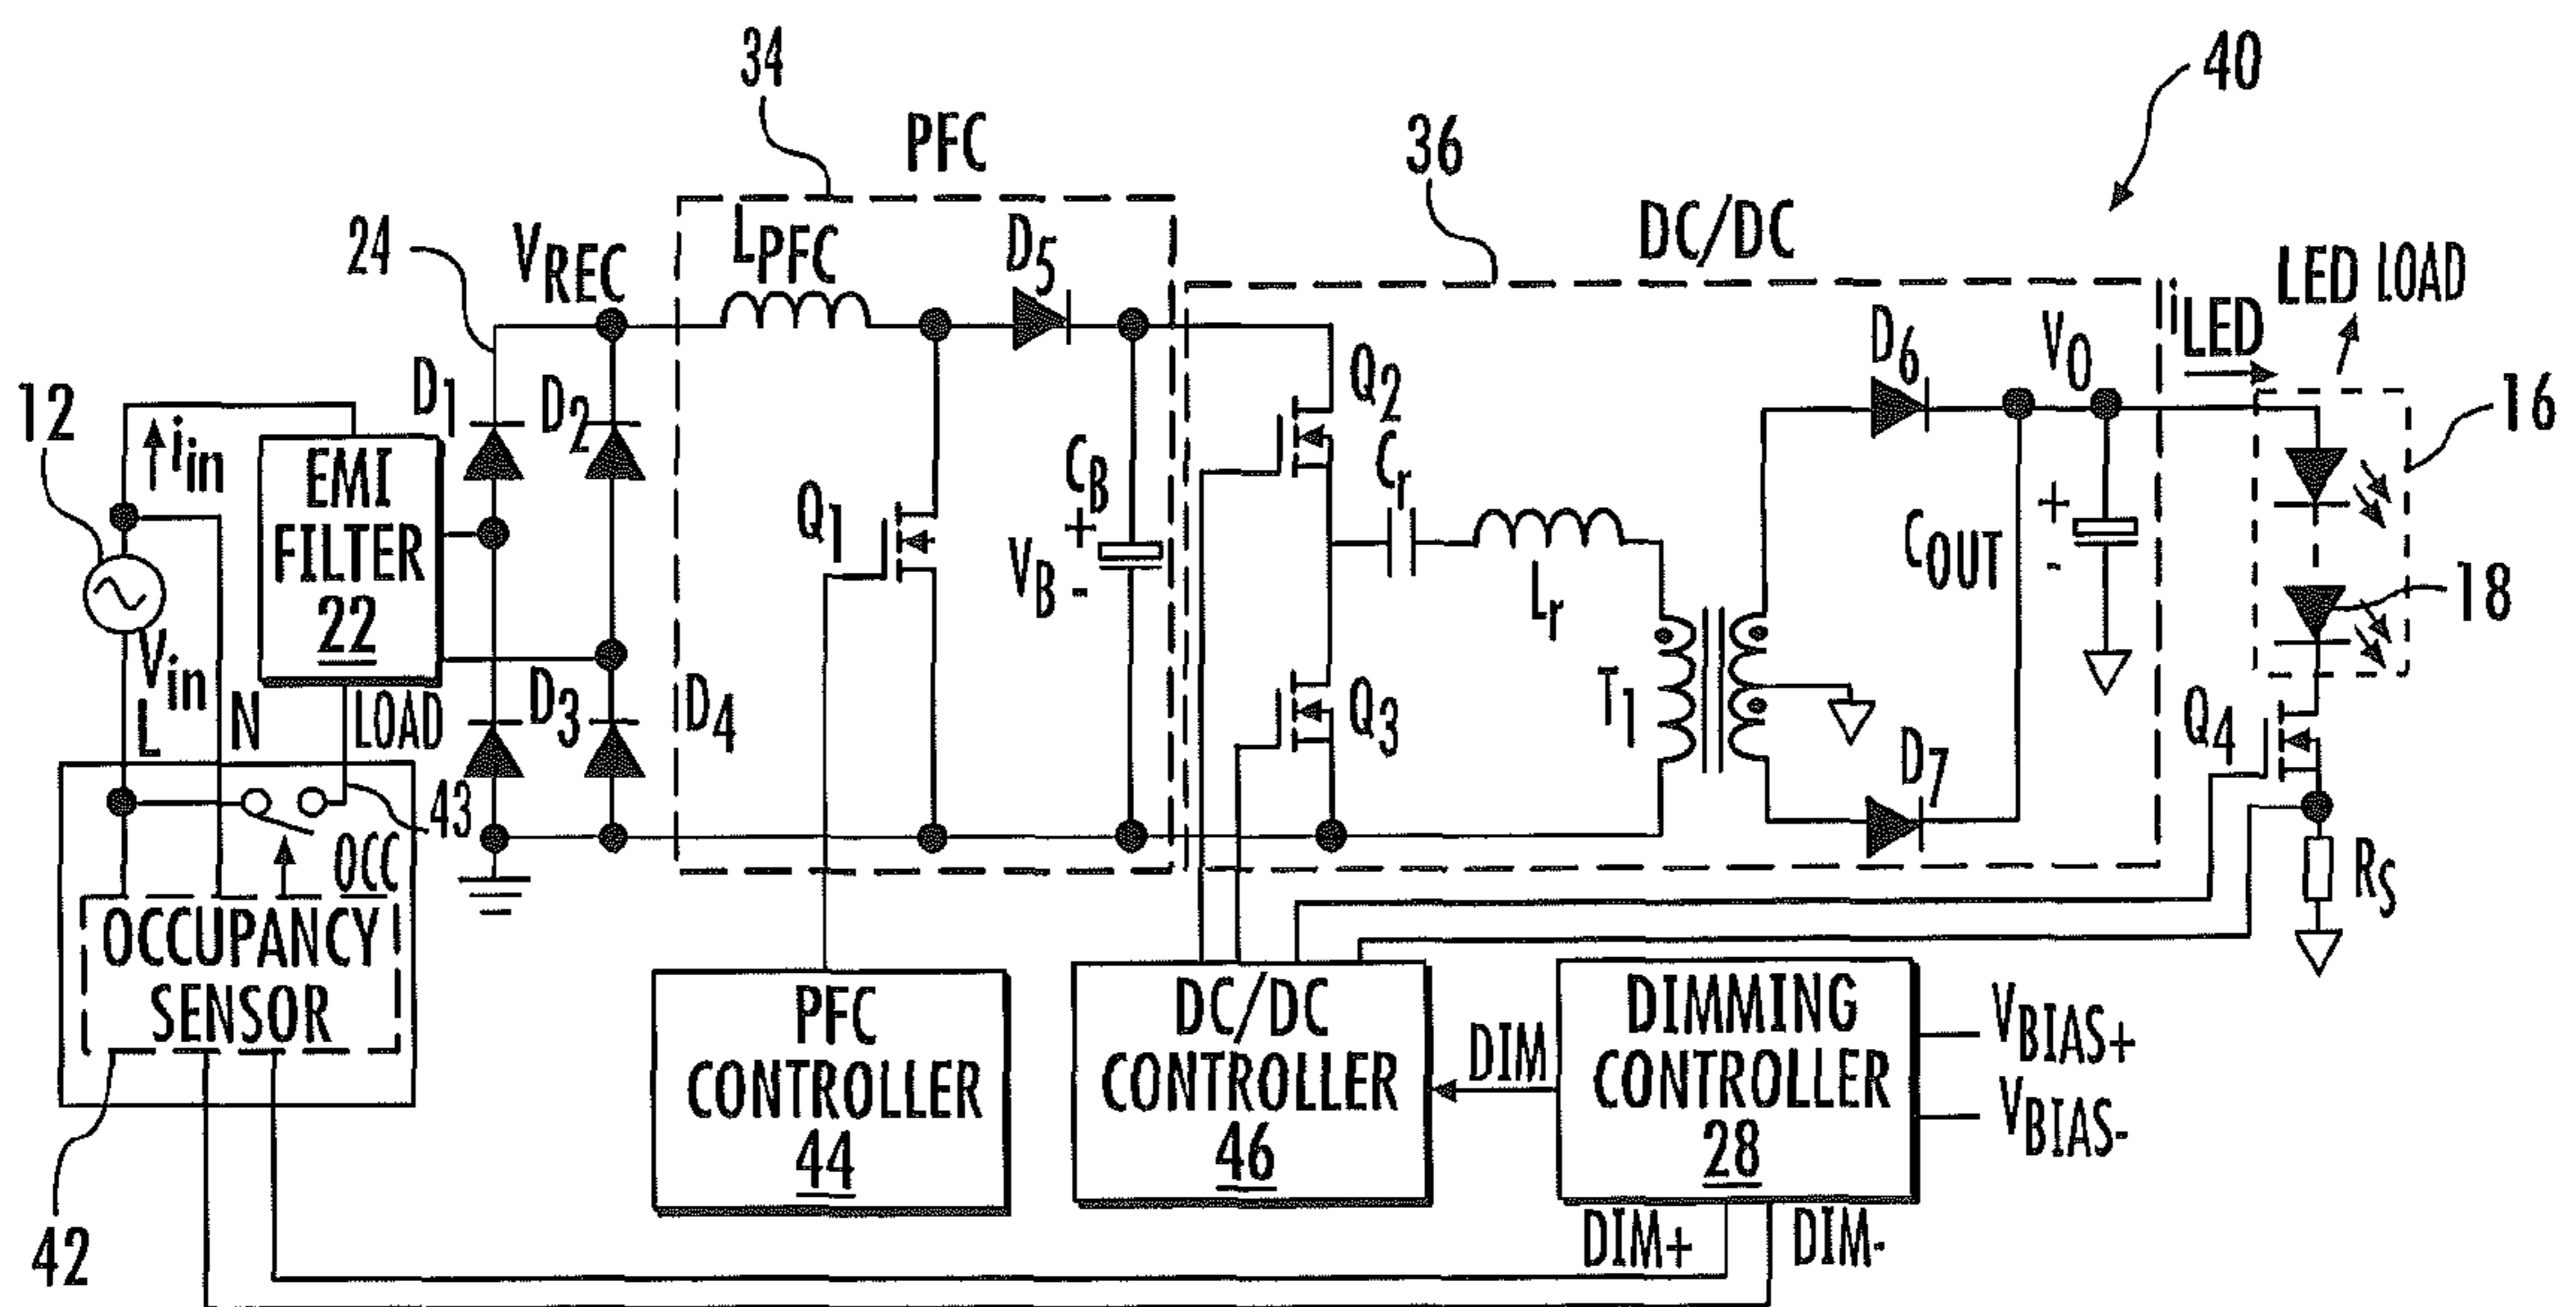 34
PFC
40
36
DC/DC
24
VREC
LPFC
D5
LED LOAD
iLED
12
iin
D1
D2
Q2
D6
VO
16
EMI
FILTER
22
Q1
CB
+
VB
-
Cr
Lr
COUT
+
-
18
Vin
L
N
LOAD
D3
D4
T1
Q3
Q4
D7
43
OCC
RS
OCCUPANCY
SENSOR
PFC
CONTROLLER
44
DC/DC
CONTROLLER
46
DIM
DIMMING
CONTROLLER
28
VBIAS+
VBIAS-
42
DIM+
DIM-